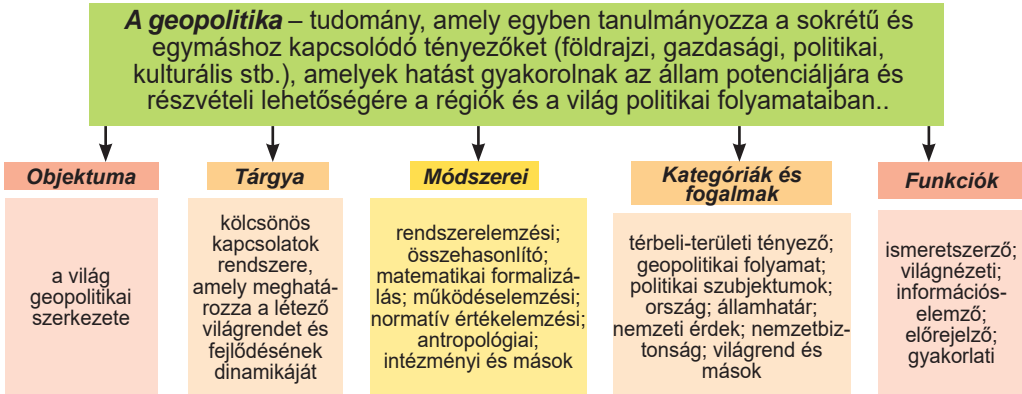 A geopolitika – tudomány, amely egyben tanulmányozza a sokrétű és
egymáshoz kapcsolódó tényezőket (földrajzi, gazdasági, politikai,
kulturális stb.), amelyek hatást gyakorolnak az állam potenciáljára és
részvételi lehetőségére a régiók és a világ politikai folyamataiban..
Objektuma
a világ
geopolitikai
szerkezete
Tárgya
kölcsönös
kapcsolatok
rendszere,
amely meghatá-
rozza a létező
világrendet és
fejlődésének
dinamikáját
Módszerei
rendszerelemzési;
összehasonlító;
matematikai formalizá-
lás; működéselemzési;
normatív értékelemzési;
antropológiai;
intézményi és mások
Kategóriák és
fogalmak
térbeli-területi tényező;
geopolitikai folyamat;
politikai szubjektumok;
ország; államhatár;
nemzeti érdek; nemzetbiz-
tonság; világrend és
mások
Funkciók
ismeretszerző;
világnézeti;
információs-
elemző;
előrejelző;
gyakorlati